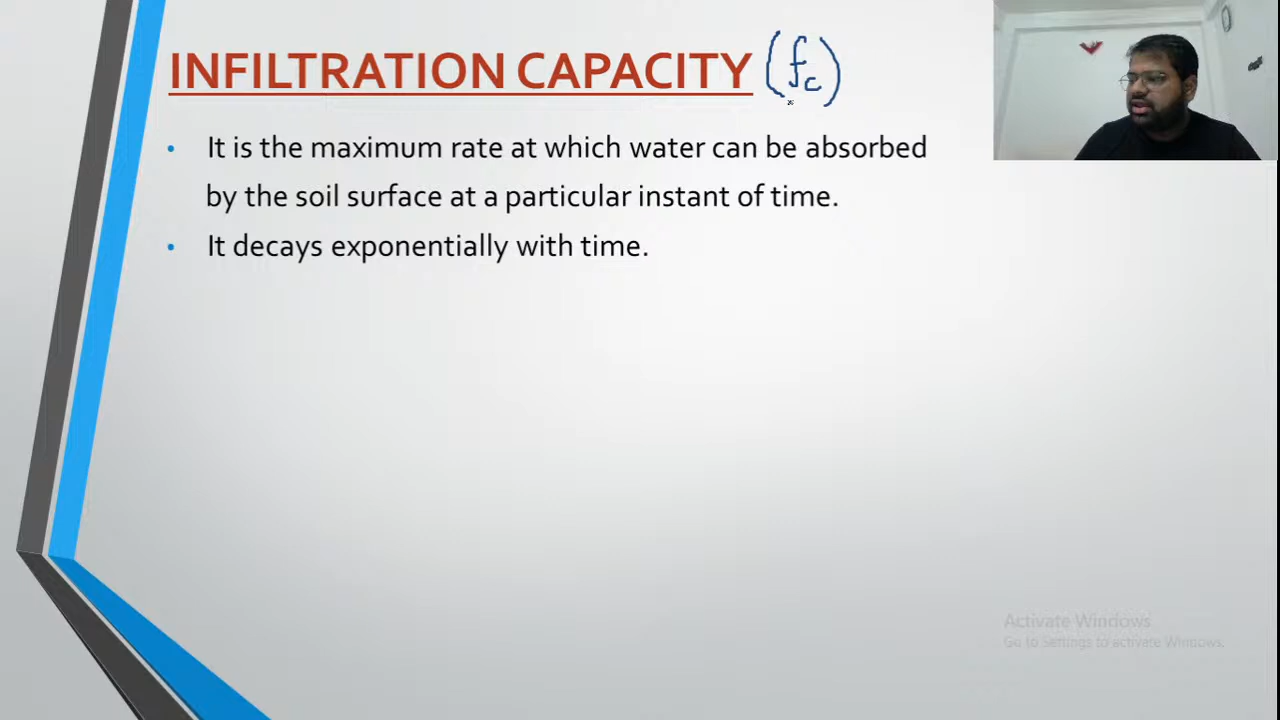 INFILTRATION CAPACITY (fc)
• It is the maximum rate at which water can be absorbed
by the soil surface at a particular instant of time.
• It decays exponentially with time.
Activate Windows
Go to Settings to activate Windows.